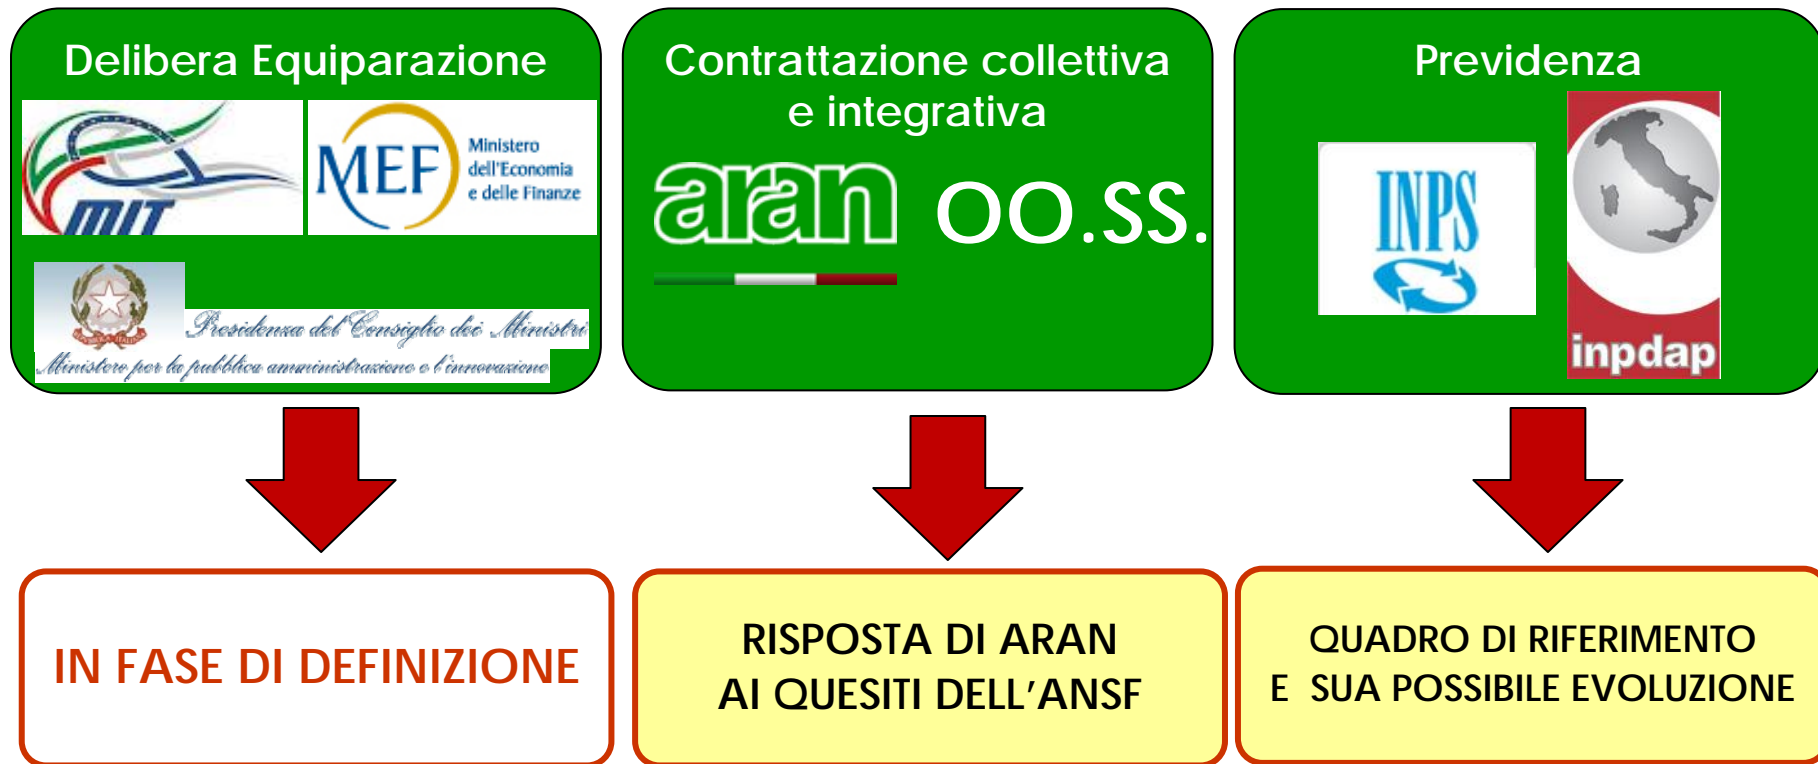 Delibera Equiparazione
MIT
MEF
Ministero
dell'Economia
e delle Finanze
Presidenza del Consiglio dei Ministri
Ministero per la pubblica amministrazione e l'innovazione
Contrattazione collettiva
e integrativa
aran
OO.SS.
Previdenza
INPS
inpdap
IN FASE DI DEFINIZIONE
RISPOSTA DI ARAN
AI QUESITI DELL’ANSF
QUADRO DI RIFERIMENTO
E SUA POSSIBILE EVOLUZIONE